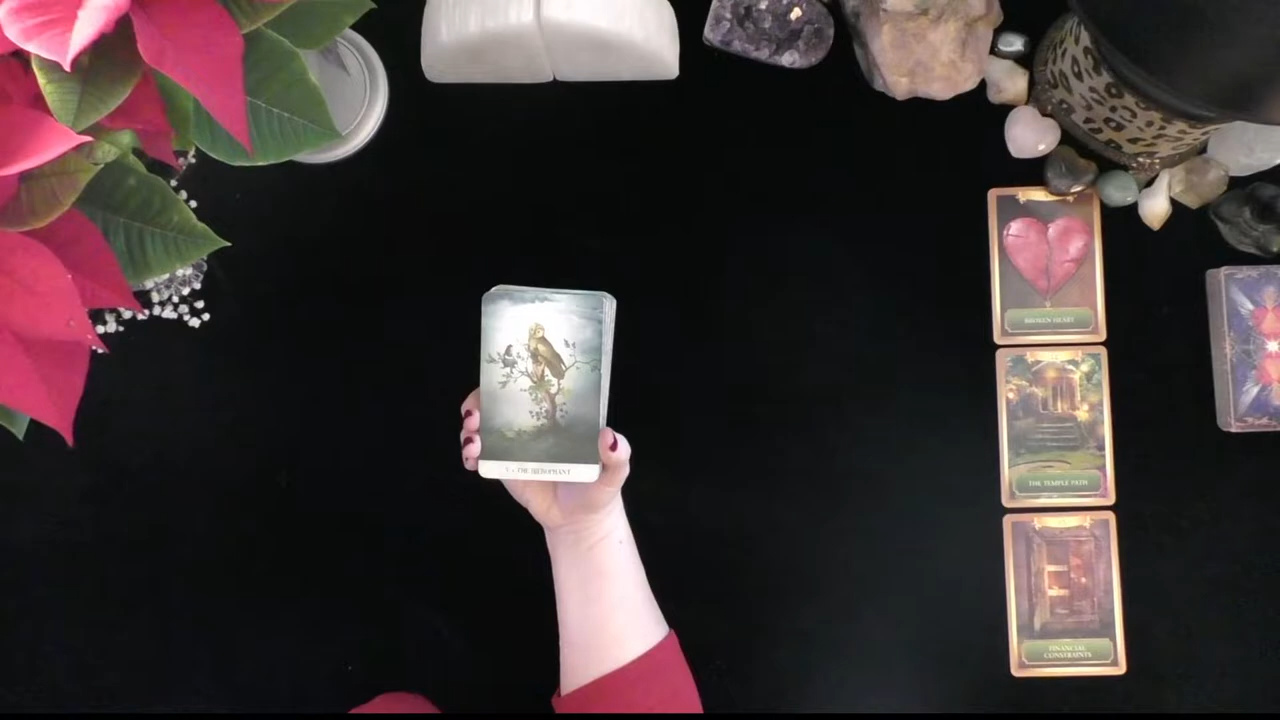 V • THE HIEROPHANT
BROKEN HEART
THE TEMPLE PATH
FINANCIAL
CONSTRAINTS